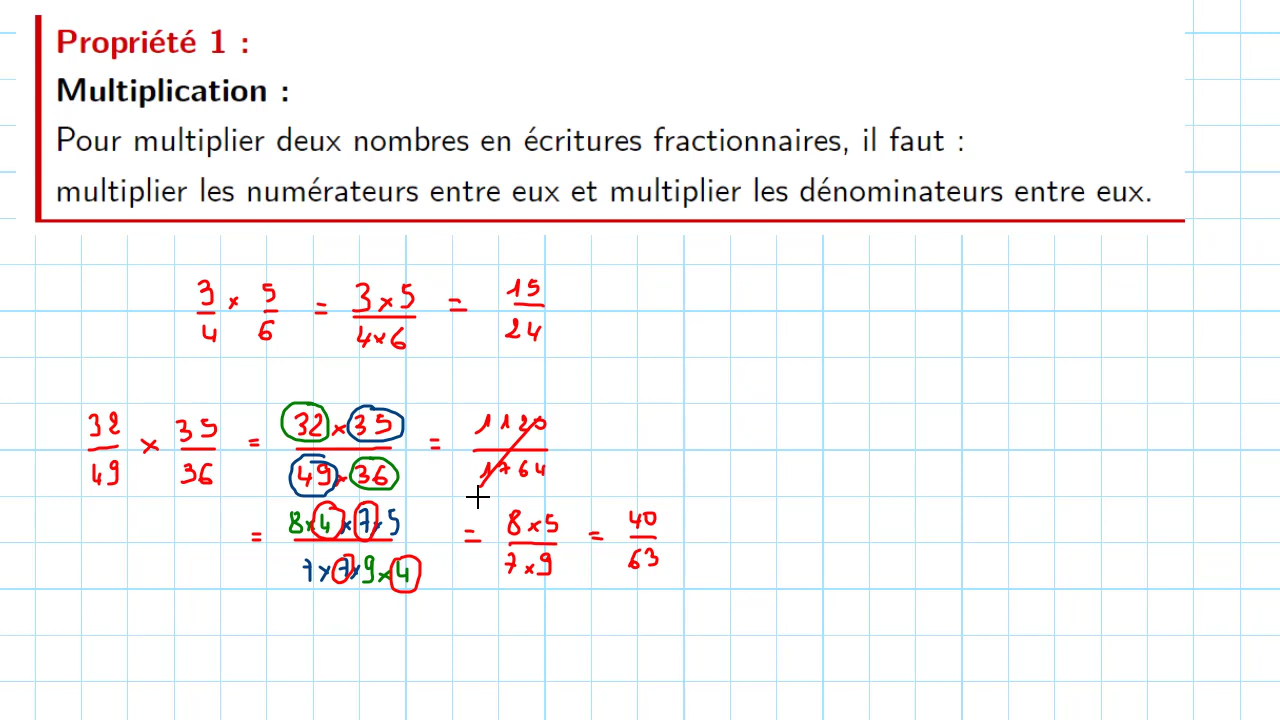 Propriété 1 :
Multiplication :
Pour multiplier deux nombres en écritures fractionnaires, il faut :
multiplier les numérateurs entre eux et multiplier les dénominateurs entre eux.
3/4 × 5/6 = 3 × 5/4 × 6 = 15/24
32/49 × 35/36 = 32 × 35/49 × 36 = 1120/1764
= 8 × 4 × 7 × 5/7 × 7 × 9 × 4 = 8 × 5/7 × 9 = 40/63